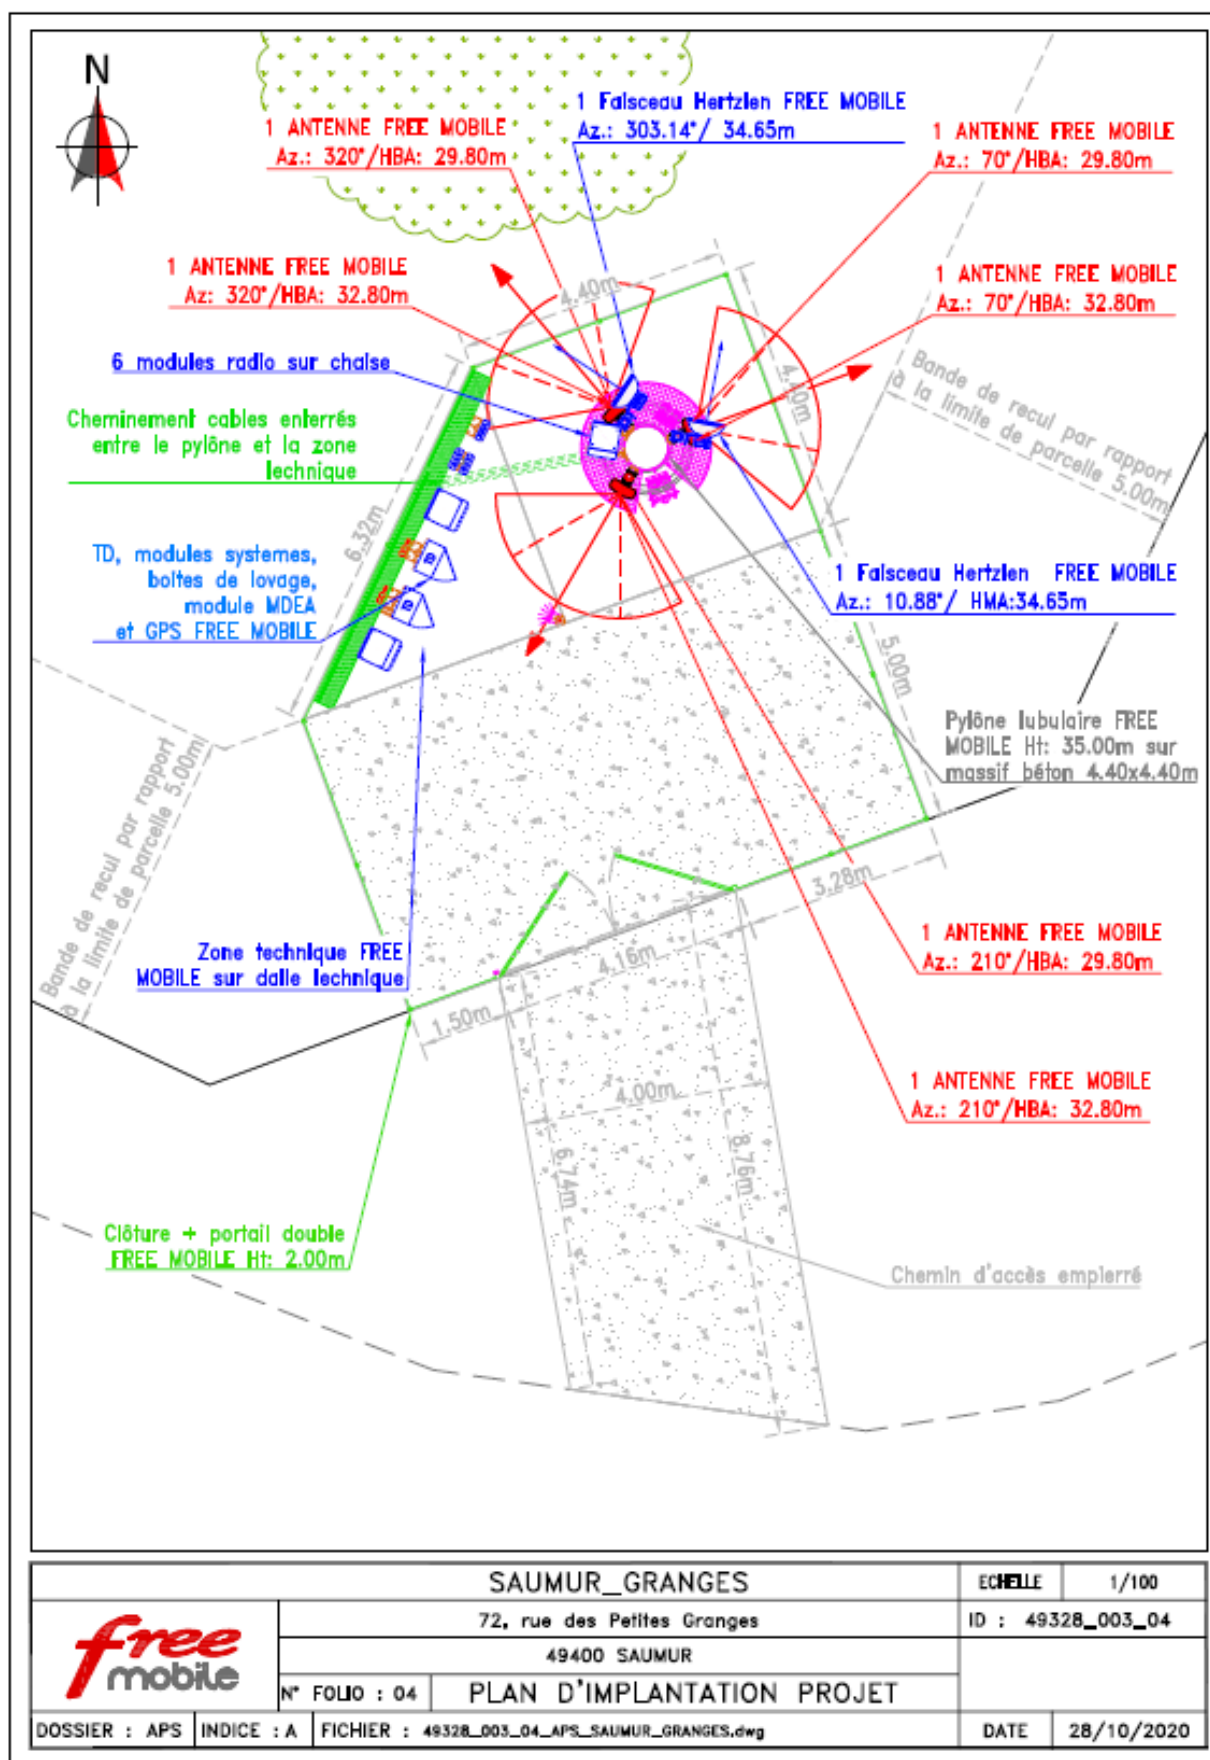 N
1 Faisceau Hertzien FREE MOBILE
Az.: 303.14°/ 34.65m
1 ANTENNE FREE MOBILE
Az.: 320°/HBA: 29.80m
1 ANTENNE FREE MOBILE
Az.: 70°/HBA: 29.80m
1 ANTENNE FREE MOBILE
Az: 320°/HBA: 32.80m
1 ANTENNE FREE MOBILE
Az.: 70°/HBA: 32.80m
4.40m
4.40m
6 modules radio sur chaise
Bande de recul par rapport
à la limite de parcelle 5.00m
Cheminement cables enterrés
entre le pylône et la zone
technique
6.32m
TD, modules systemes,
boîtes de lovage,
module MDEA
et GPS FREE MOBILE
1 Faisceau Hertzien FREE MOBILE
Az.: 10.88°/ HMA:34.65m
5.00m
Pylône tubulaire FREE
MOBILE Ht: 35.00m sur
massif béton 4.40x4.40m
Bande de recul par rapport
à la limite de parcelle 5.00m
3.28m
Zone technique FREE
MOBILE sur dalle technique
4.16m
1.50m
1 ANTENNE FREE MOBILE
Az.: 210°/HBA: 29.80m
4.00m
1 ANTENNE FREE MOBILE
Az.: 210°/HBA: 32.80m
6.74m
8.76m
Clôture + portail double
FREE MOBILE Ht: 2.00m
Chemin d'accès empierré
SAUMUR_GRANGES
ECHELLE 1/100
free
mobile
72, rue des Petites Granges
ID : 49328_003_04
49400 SAUMUR
N° FOLIO : 04 PLAN D'IMPLANTATION PROJET
DOSSIER : APS INDICE : A FICHIER : 49328_003_04_APS_SAUMUR_GRANGES.dwg DATE 28/10/2020